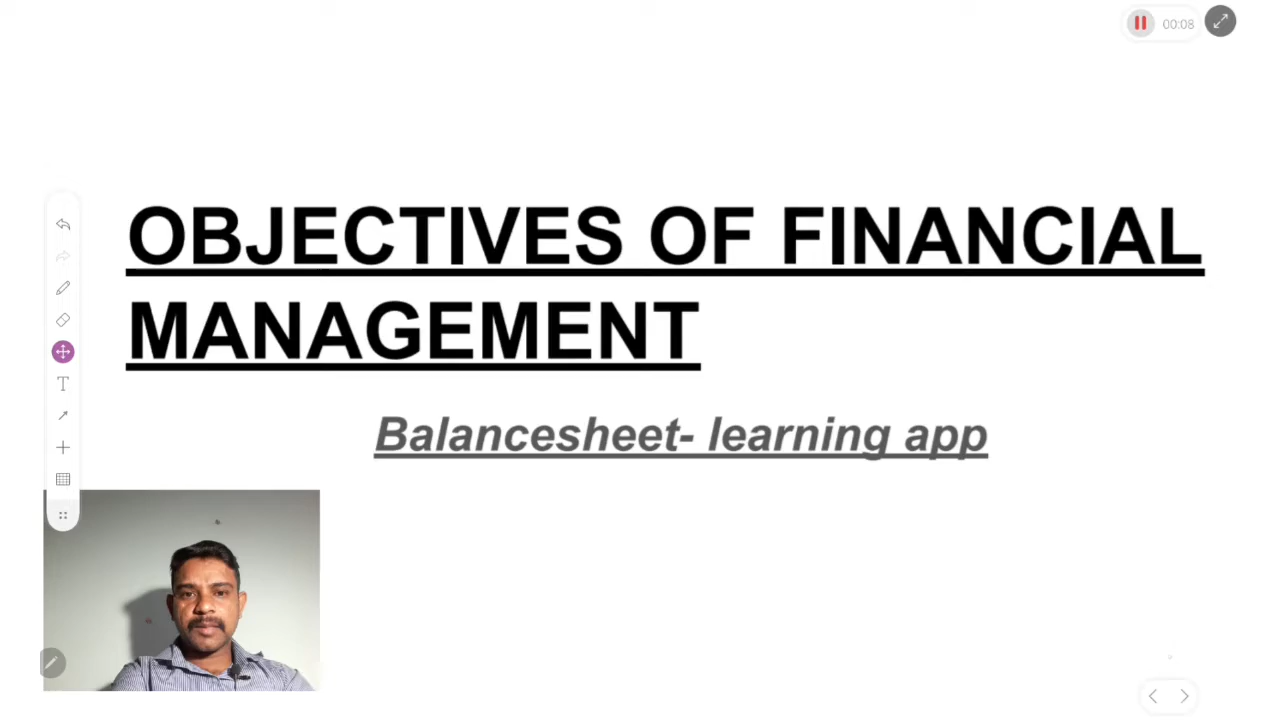 00:08
OBJECTIVES OF FINANCIAL
MANAGEMENT
Balancesheet- learning app
T